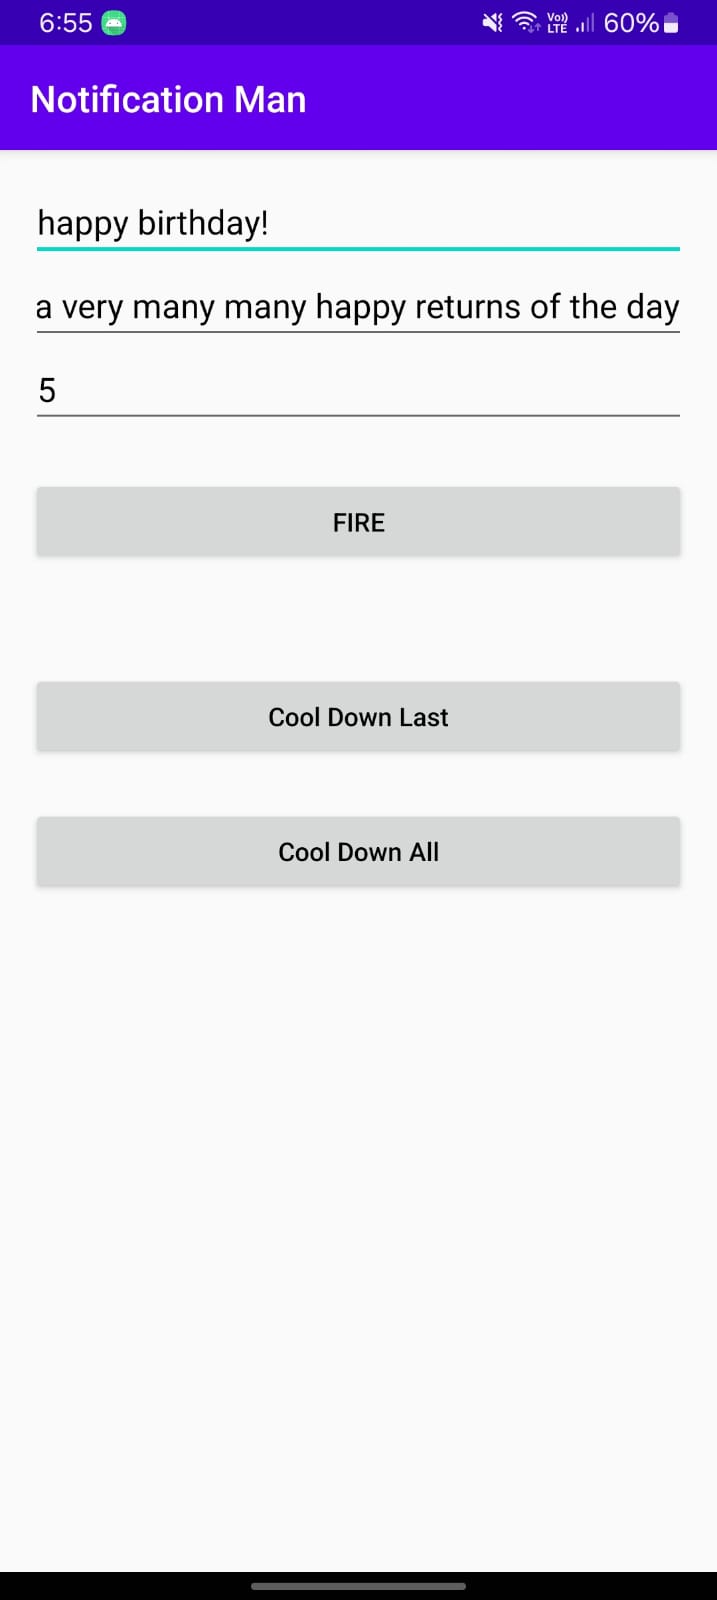 6:55 Vo)) LTE 60%
Notification Man
happy birthday!
a very many many happy returns of the day
5
FIRE
Cool Down Last
Cool Down All